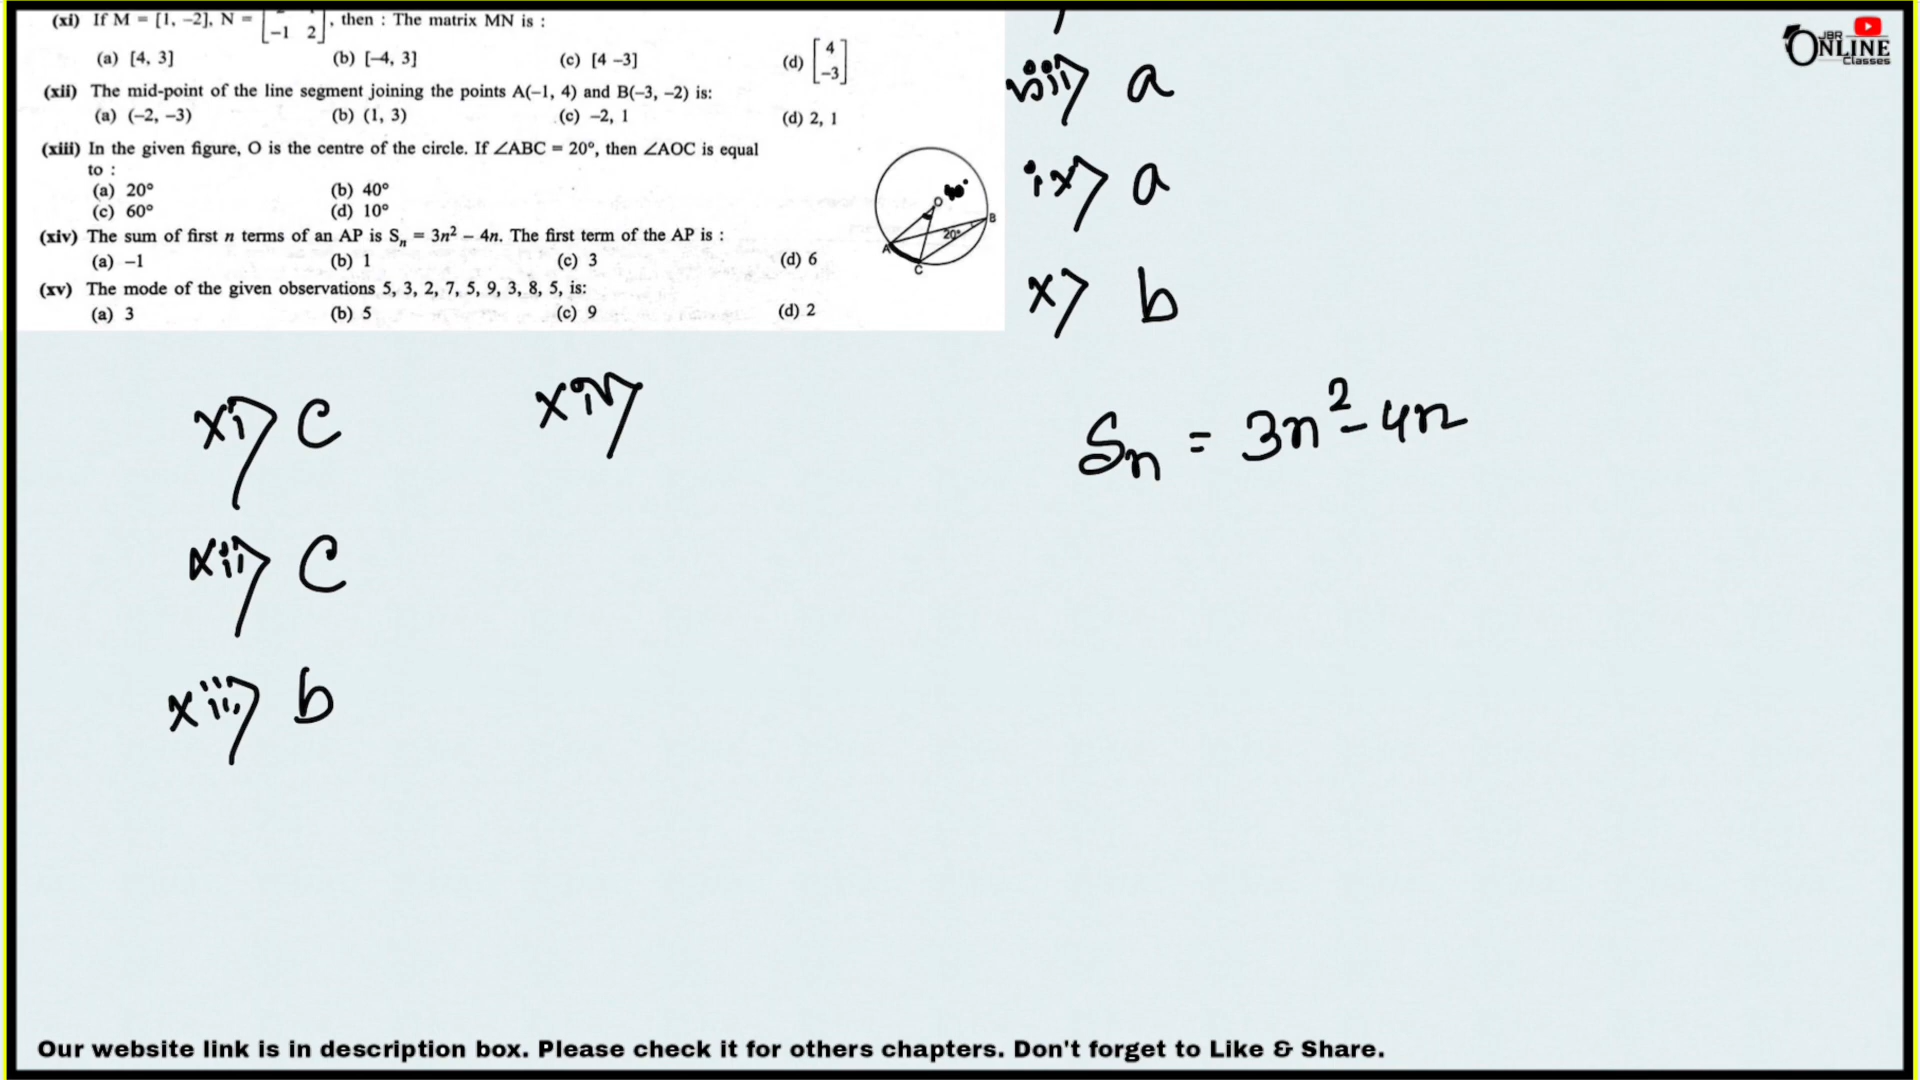 (xi) If M = [1, –2], N = [–1 2], then : The matrix MN is :
(a) [4, 3] (b) [–4, 3] (c) [4 –3] (d) [4 –3]
(xii) The mid-point of the line segment joining the points A(–1, 4) and B(–3, –2) is:
(a) (–2, –3) (b) (1, 3) (c) –2, 1 (d) 2, 1
(xiii) In the given figure, O is the centre of the circle. If ∠ABC = 20°, then ∠AOC is equal
to :
(a) 20° (b) 40°
(c) 60° (d) 10°
O
B
20°
A
C
(xiv) The sum of first n terms of an AP is Sₙ = 3n² – 4n. The first term of the AP is :
(a) –1 (b) 1 (c) 3 (d) 6
(xv) The mode of the given observations 5, 3, 2, 7, 5, 9, 3, 8, 5, is:
(a) 3 (b) 5 (c) 9 (d) 2
JBR
ONLINE
Classes
viii) a
ix) a
x) b
xi) c
xii) c
xiii) b
xiv)
Sn = 3n² - 4n
Our website link is in description box. Please check it for others chapters. Don't forget to Like & Share.